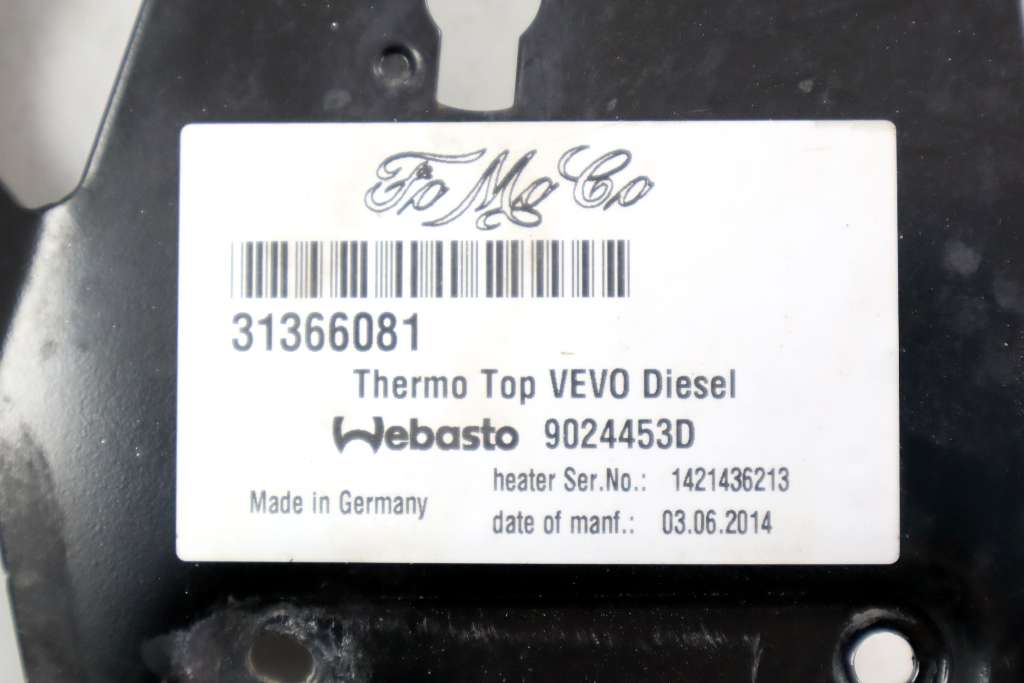 FoMoCo
31366081
Thermo Top VEVO Diesel
Webasto 9024453D
heater Ser.No.: 1421436213
Made in Germany
date of manf.: 03.06.2014